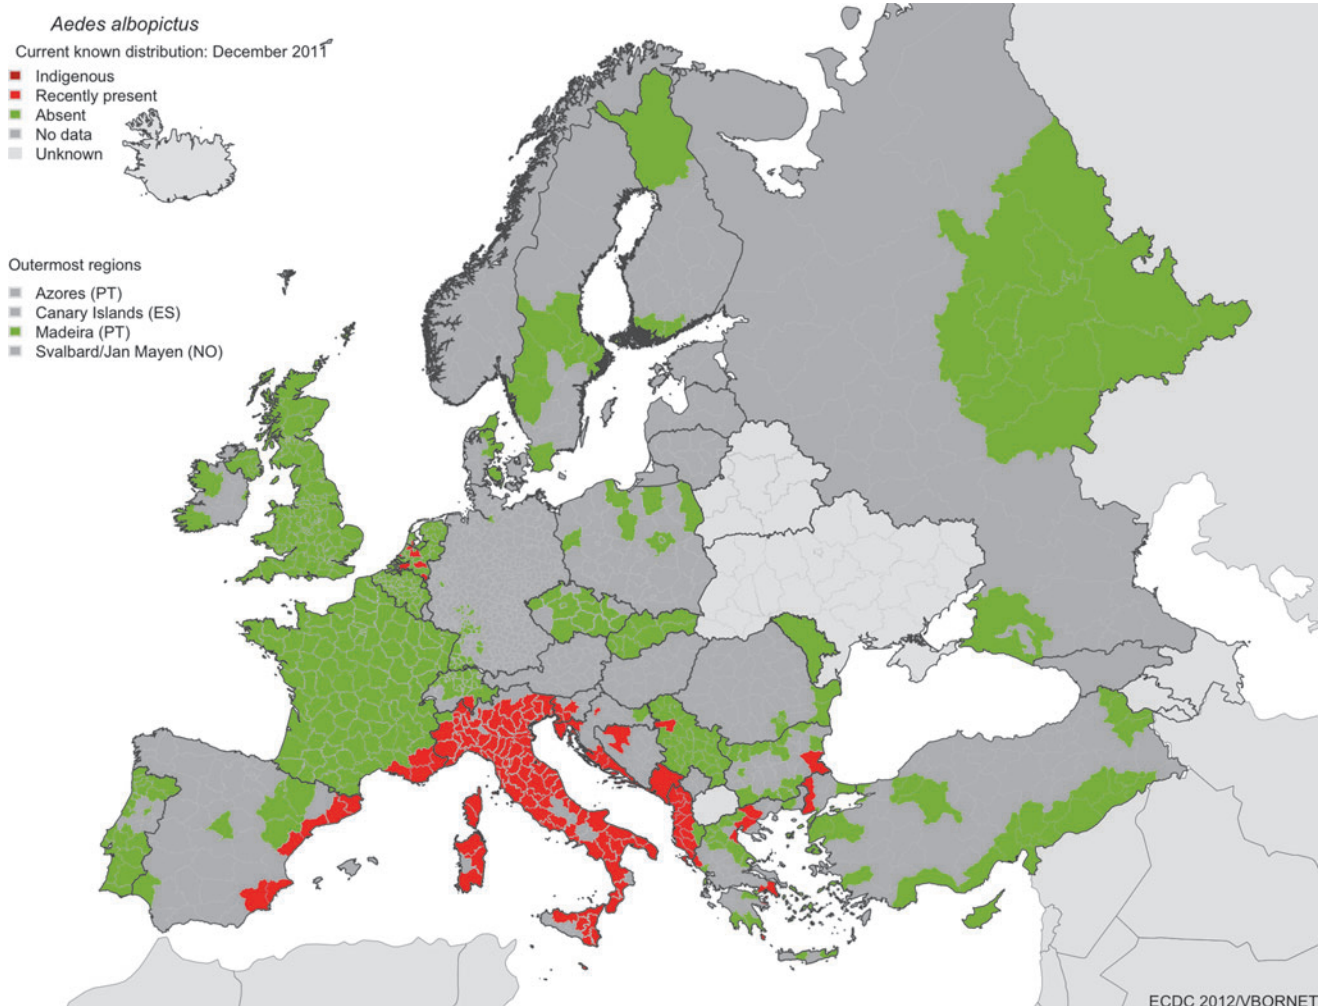 Aedes albopictus
Current known distribution: December 2011
Indigenous
Recently present
Absent
No data
Unknown
Outermost regions
Azores (PT)
Canary Islands (ES)
Madeira (PT)
Svalbard/Jan Mayen (NO)
ECDC 2012/VBORNET